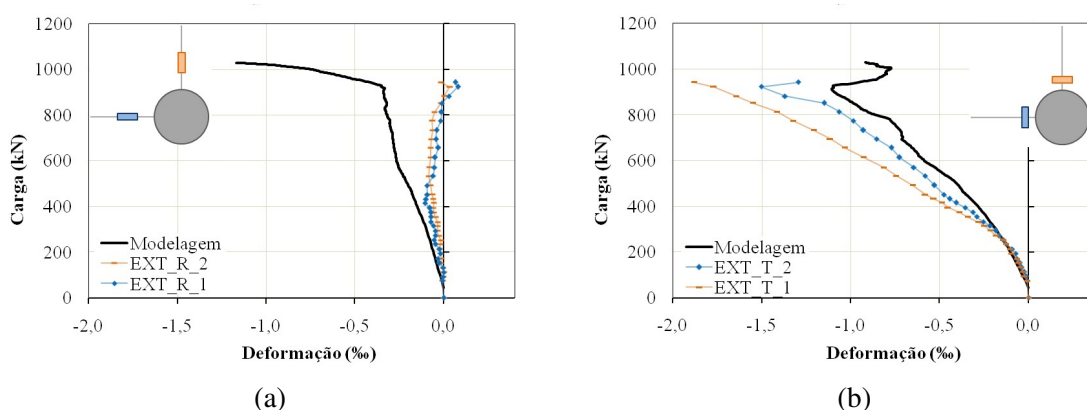 1200
1000
800
600
400
200
0
Carga (kN)
Modelagem
EXT_R_2
EXT_R_1
-2,0 -1,5 -1,0 -0,5 0,0
Deformação (‰)
(a)
1200
1000
800
600
400
200
0
Carga (kN)
Modelagem
EXT_T_2
EXT_T_1
-2,0 -1,5 -1,0 -0,5 0,0
Deformação (‰)
(b)